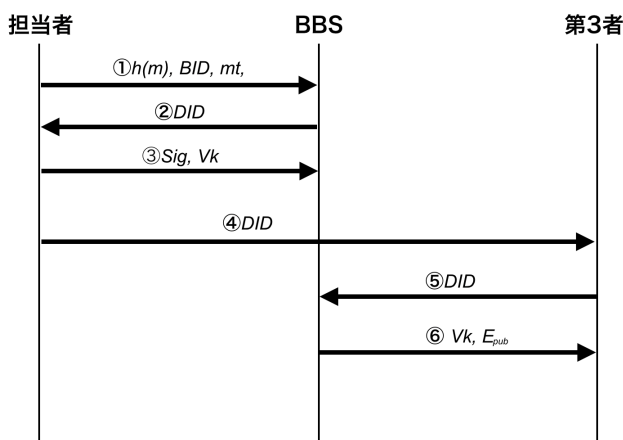 担当者 BBS 第3者
①h(m), BID, mt,
②DID
③Sig, Vk
④DID
⑤DID
⑥ Vk, Epub